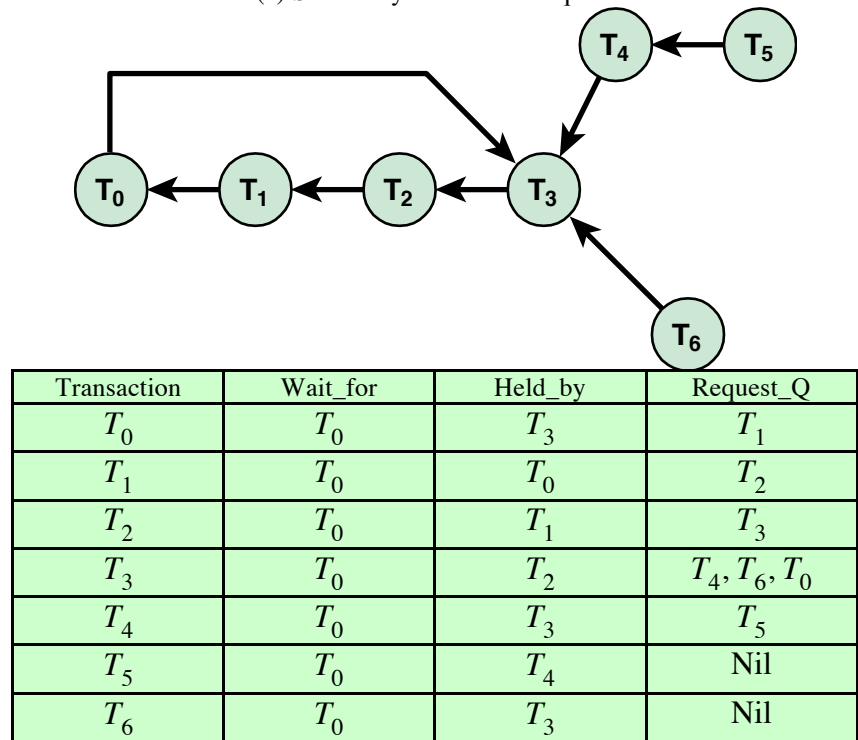 T4 T5
T0 T1 T2 T3
T6
Transaction Wait_for Held_by Request_Q
T0 T0 T3 T1
T1 T0 T0 T2
T2 T0 T1 T3
T3 T0 T2 T4, T6, T0
T4 T0 T3 T5
T5 T0 T4 Nil
T6 T0 T3 Nil